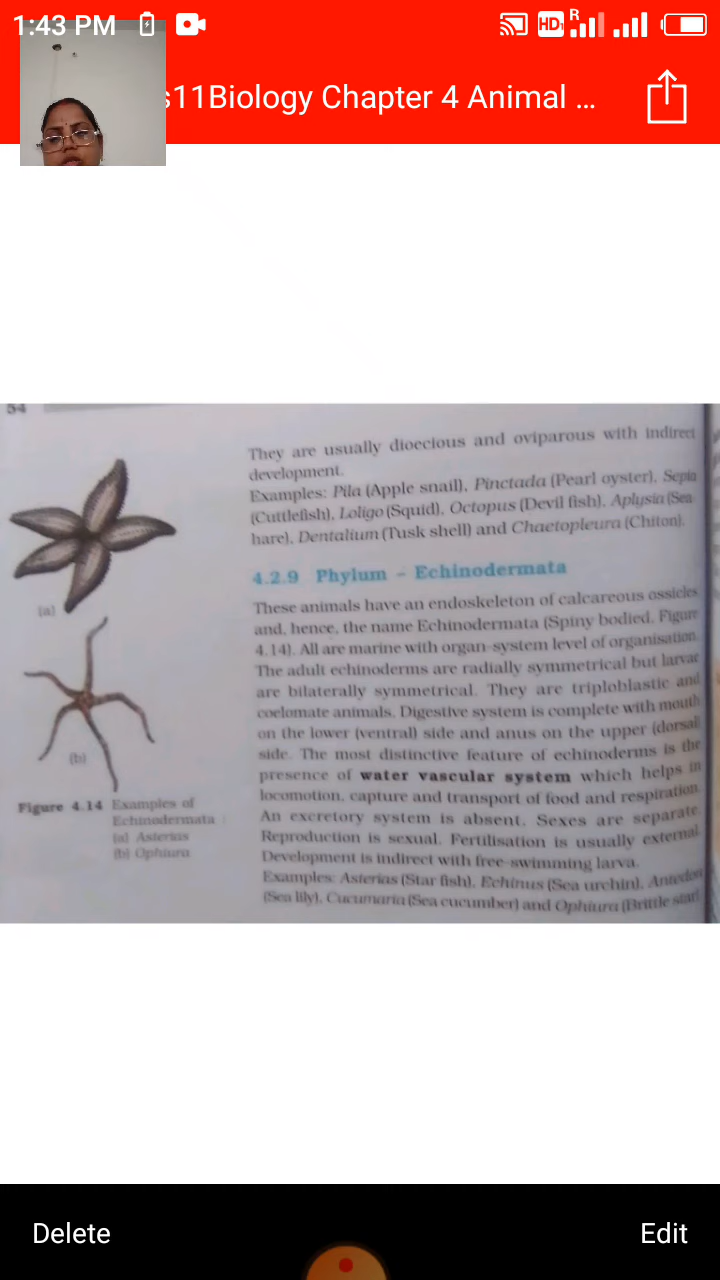 1:43 PM
HD
R
s11Biology Chapter 4 Animal ...
54
They are usually dioecious and oviparous with indirect
development.
Examples: Pila (Apple snail), Pinctada (Pearl oyster), Sepia
(Cuttlefish), Loligo (Squid), Octopus (Devil fish), Aplysia (Sea
hare), Dentalium (Tusk shell) and Chaetopleura (Chiton).
4.2.9 Phylum – Echinodermata
These animals have an endoskeleton of calcareous ossicles
and, hence, the name Echinodermata (Spiny bodied, Figure
4.14). All are marine with organ-system level of organisation.
The adult echinoderms are radially symmetrical but larvae
are bilaterally symmetrical. They are triploblastic and
coelomate animals. Digestive system is complete with mouth
on the lower (ventral) side and anus on the upper (dorsal)
side. The most distinctive feature of echinoderms is the
presence of water vascular system which helps in
locomotion, capture and transport of food and respiration.
An excretory system is absent. Sexes are separate.
Reproduction is sexual. Fertilisation is usually external.
Development is indirect with free-swimming larva.
Examples: Asterias (Star fish), Echinus (Sea urchin), Antedon
(Sea lily), Cucumaria (Sea cucumber) and Ophiura (Brittle star)
(a)
(b)
Figure 4.14 Examples of
Echinodermata :
(a) Asterias
(b) Ophiura
Delete
Edit